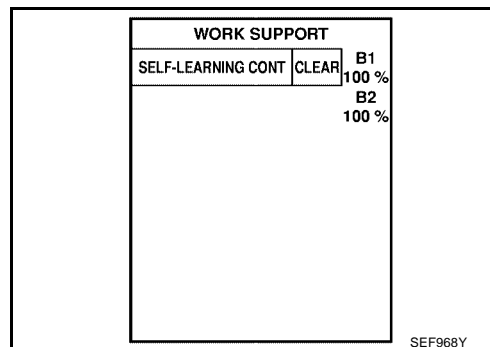 WORK SUPPORT
SELF-LEARNING CONT CLEAR B1
100 %
B2
100 %
SEF968Y